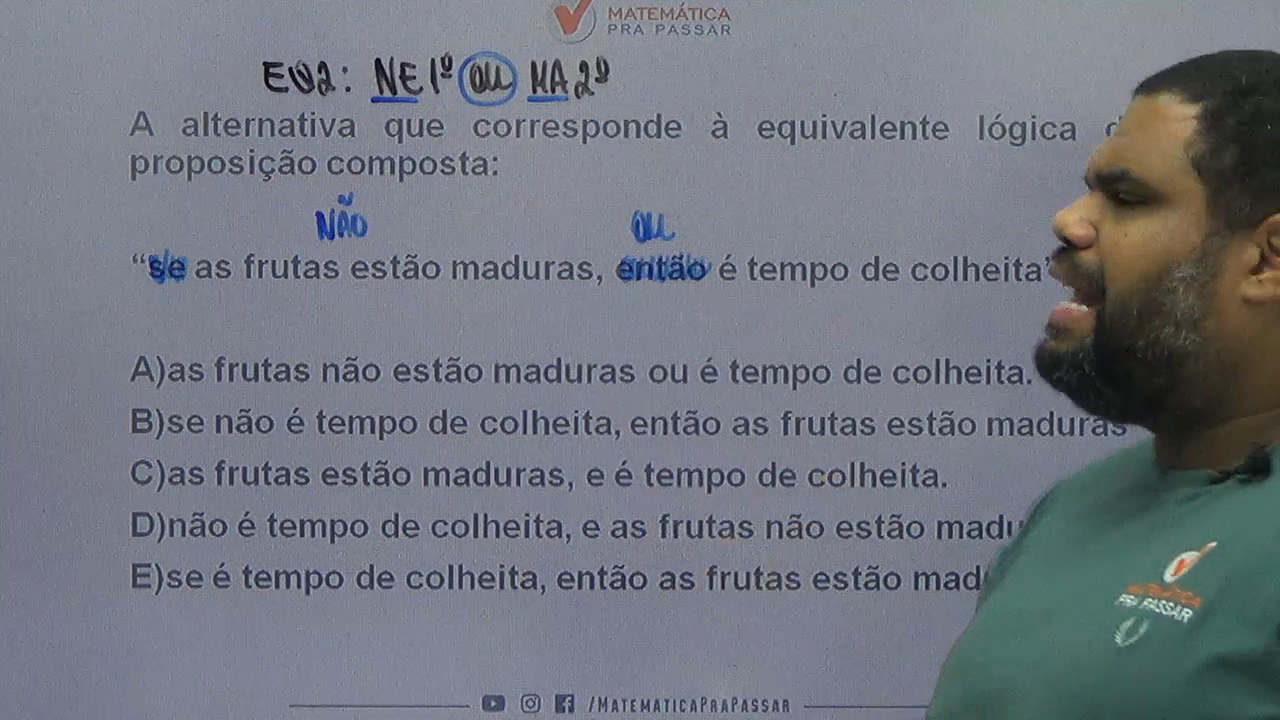 MATEMÁTICA
PRA PASSAR
EQ2: NE1º OU MA2º
A alternativa que corresponde à equivalente lógica
proposição composta:
NÃO OU
“se as frutas estão maduras, então é tempo de colheita”
A)as frutas não estão maduras ou é tempo de colheita.
B)se não é tempo de colheita, então as frutas estão maduras
C)as frutas estão maduras, e é tempo de colheita.
D)não é tempo de colheita, e as frutas não estão
E)se é tempo de colheita, então as frutas estão
PRA PASSAR
/MATEMATICAPRAPASSAR